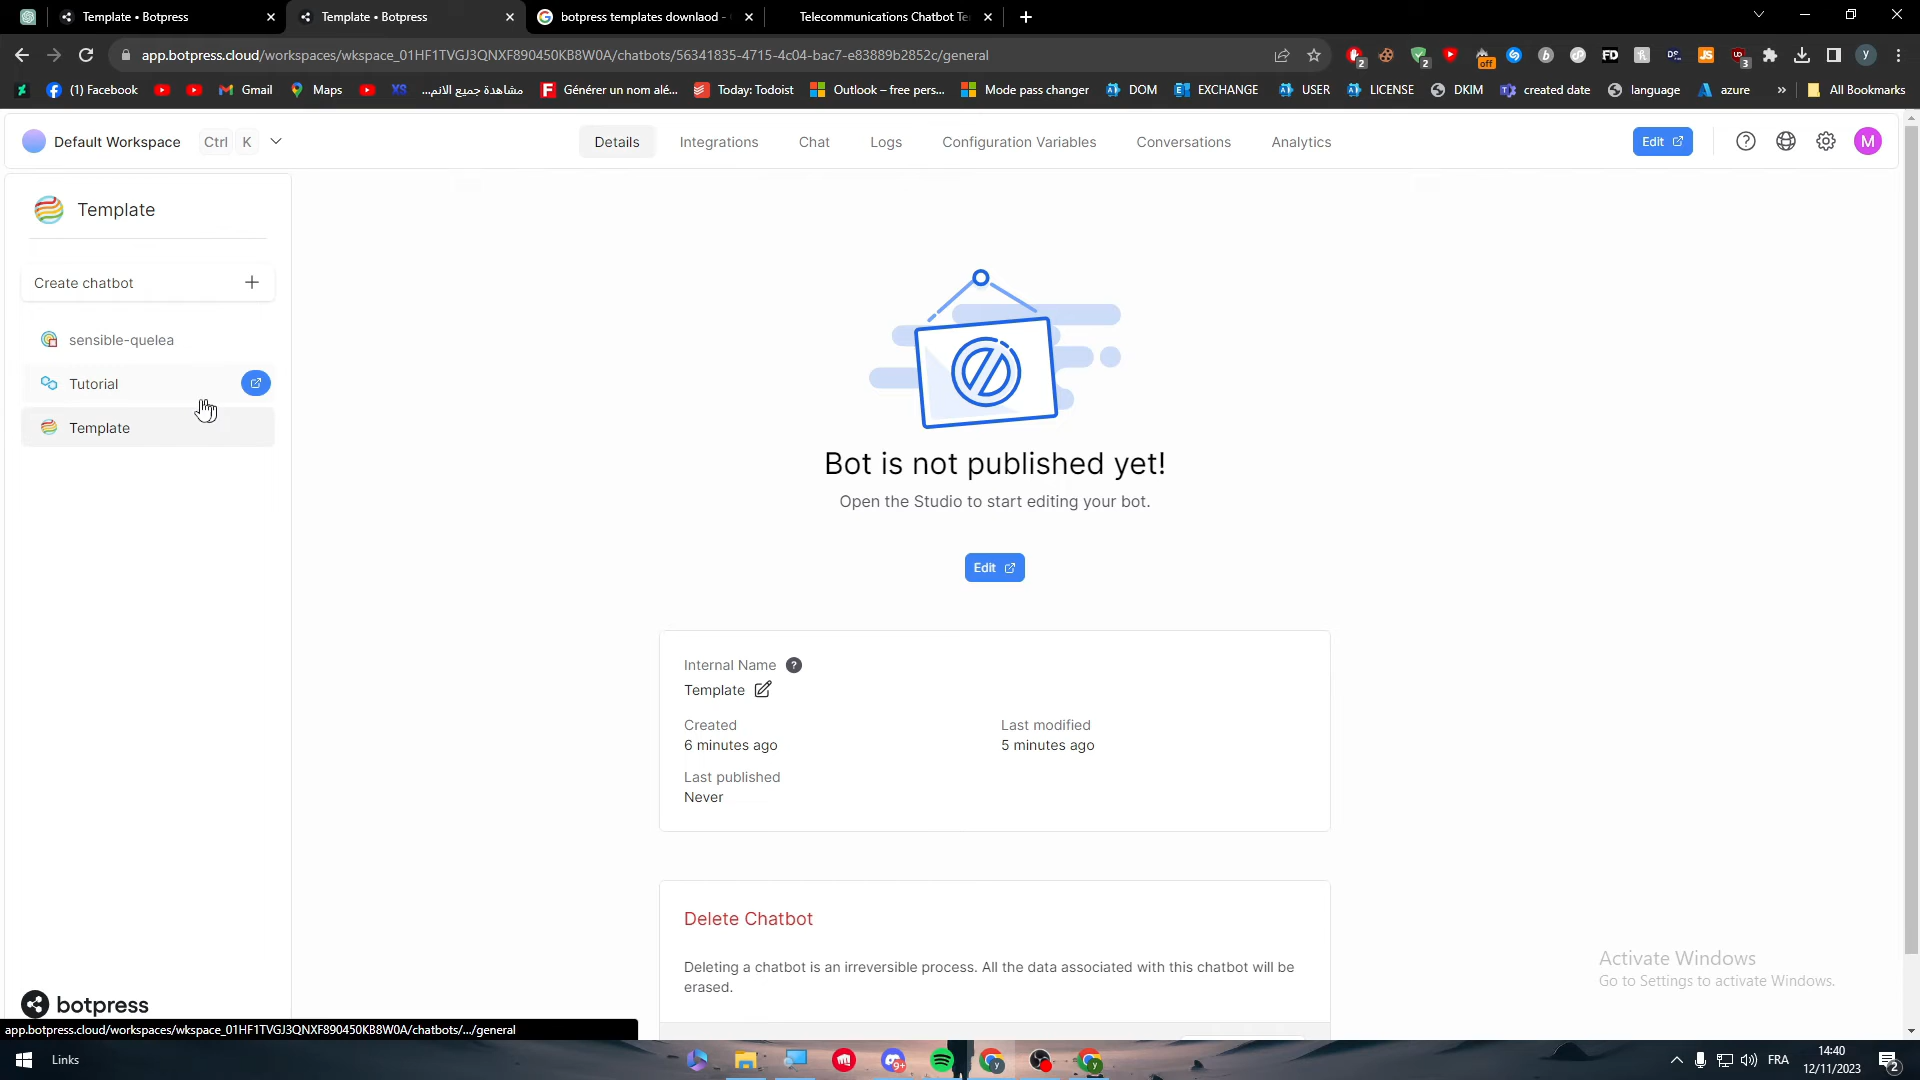 Template • Botpress
Template • Botpress
botpress templates downlaod -
Telecommunications Chatbot Te
app.botpress.cloud/workspaces/wkspace_01HF1TVGJ3QNXF890450KB8W0A/chatbots/56341835-4715-4c04-bac7-e83889b2852c/general
(1) Facebook
Gmail
Maps
XS
مشاهدة جميع الانم...
Générer un nom alé...
Today: Todoist
Outlook – free pers...
Mode pass changer
DOM
EXCHANGE
USER
LICENSE
DKIM
created date
language
azure
»
All Bookmarks
Default Workspace
Ctrl K
Details
Integrations
Chat
Logs
Configuration Variables
Conversations
Analytics
Edit
M
Template
Create chatbot
sensible-quelea
Tutorial
Template
Bot is not published yet!
Open the Studio to start editing your bot.
Edit
Internal Name
Template
Created
6 minutes ago
Last modified
5 minutes ago
Last published
Never
Delete Chatbot
Deleting a chatbot is an irreversible process. All the data associated with this chatbot will be
erased.
Activate Windows
Go to Settings to activate Windows.
botpress
app.botpress.cloud/workspaces/wkspace_01HF1TVGJ3QNXF890450KB8W0A/chatbots/.../general
Links
FRA
14:40
12/11/2023